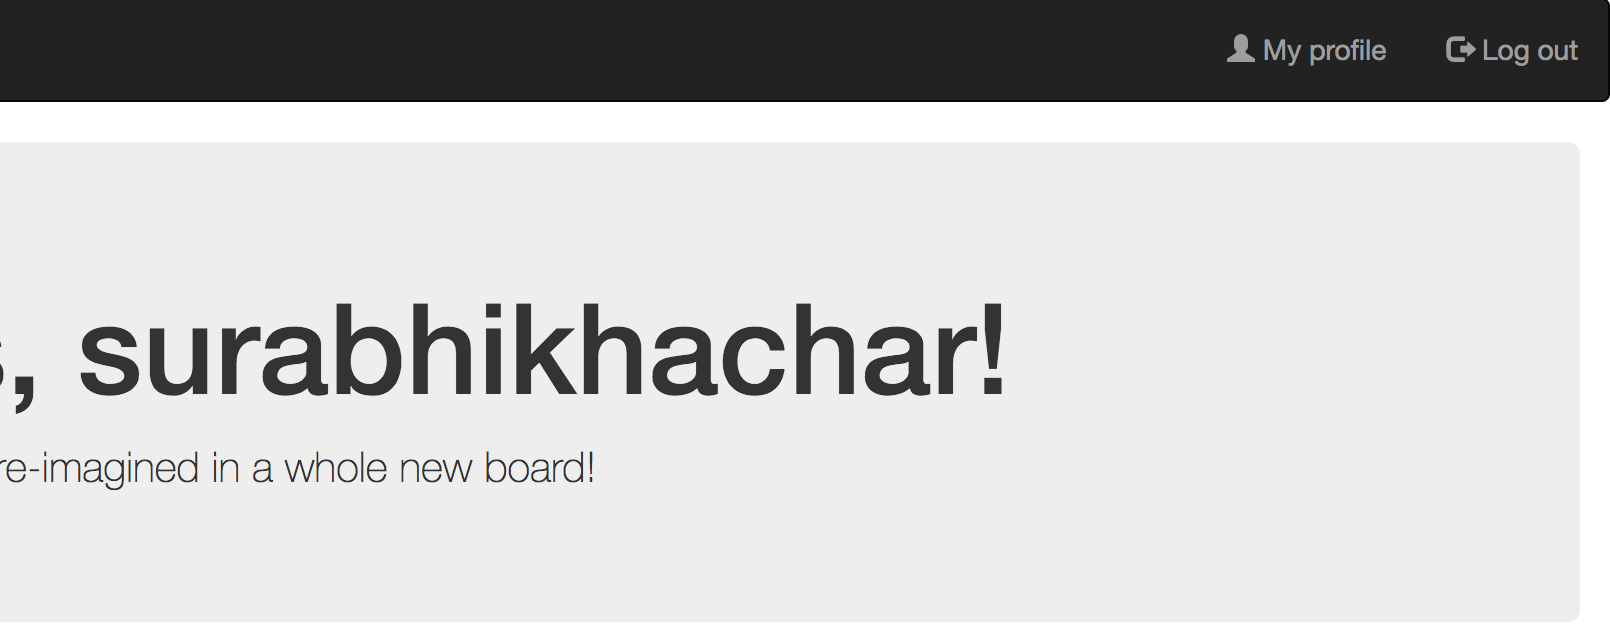 My profile Log out
s, surabhikhachar!
re-imagined in a whole new board!